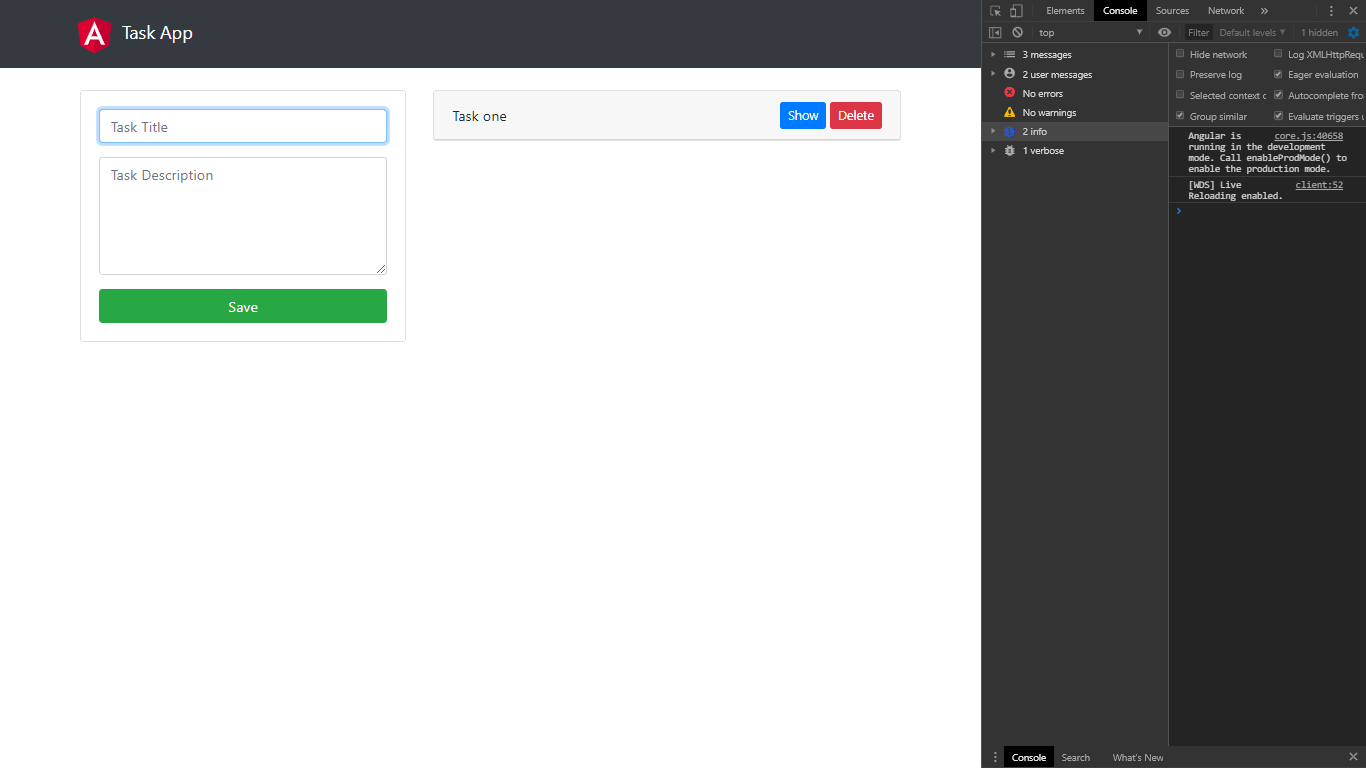 Task App
Task Title
Task Description
Save
Task one
Show
Delete
Elements
Console
Sources
Network
»
top
Filter
Default levels
1 hidden
3 messages
2 user messages
No errors
No warnings
2 info
1 verbose
Hide network
Log XMLHttpRequ
Preserve log
Eager evaluation
Selected context o
Autocomplete fro
Group similar
Evaluate triggers u
Angular is core.js:40658
running in the development
mode. Call enableProdMode() to
enable the production mode.
[WDS] Live client:52
Reloading enabled.
Console
Search
What's New